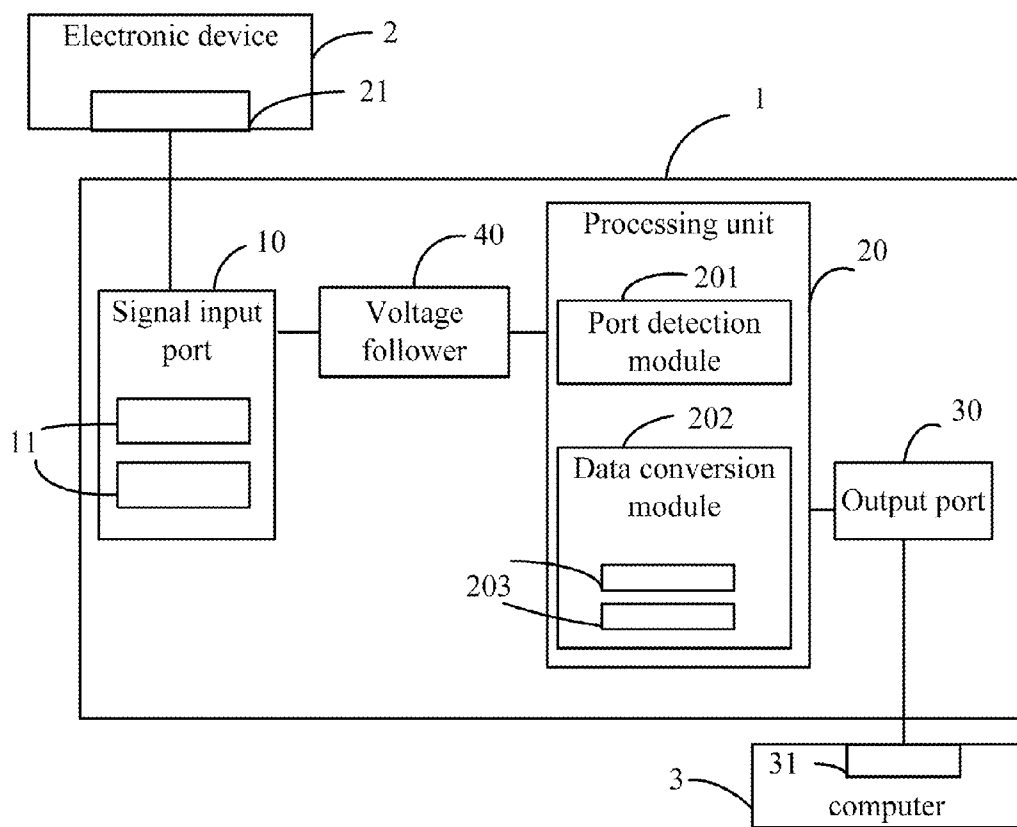 Electronic device
2
21
1
10
Signal input
port
11
40
Voltage
follower
Processing unit
20
201
Port detection
module
202
Data conversion
module
203
30
Output port
31
3
computer